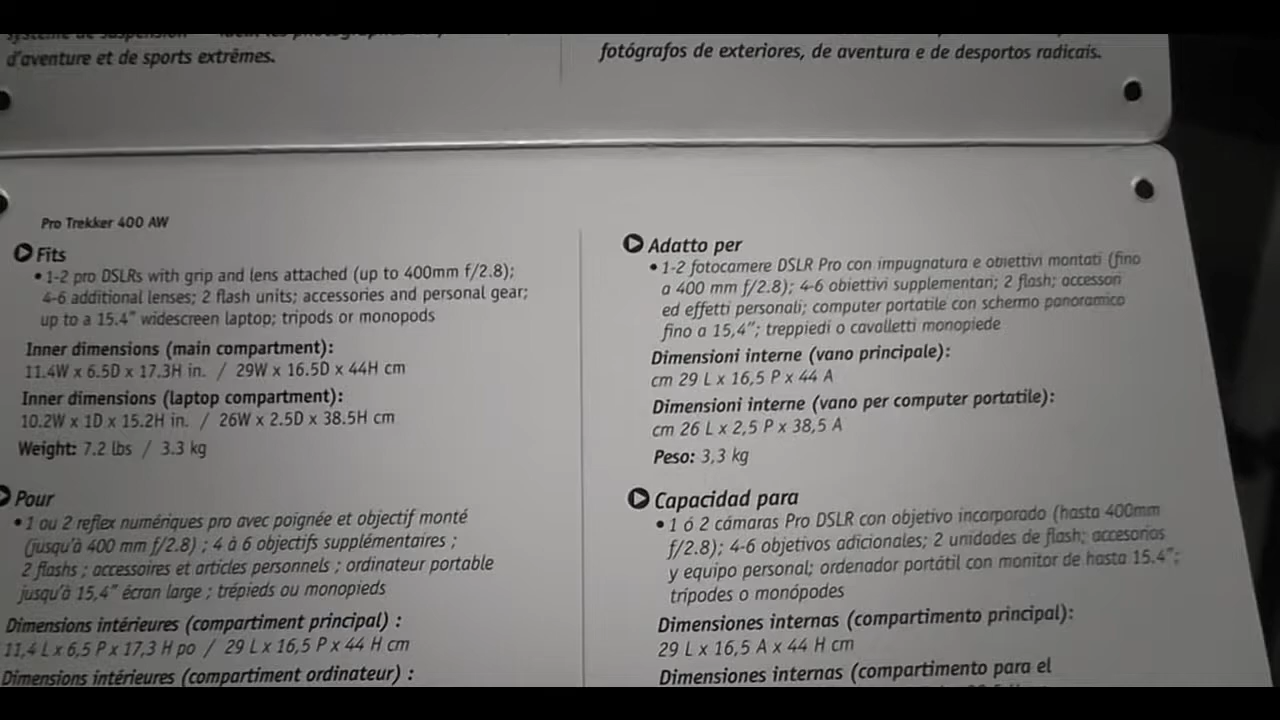 d'aventure et de sports extrêmes.
fotógrafos de exteriores, de aventura e de desportos radicais.
Pro Trekker 400 AW
Fits
• 1-2 pro DSLRs with grip and lens attached (up to 400mm f/2.8);
4-6 additional lenses; 2 flash units; accessories and personal gear;
up to a 15.4" widescreen laptop; tripods or monopods
Inner dimensions (main compartment):
11.4W x 6.5D x 17.3H in. / 29W x 16.5D x 44H cm
Inner dimensions (laptop compartment):
10.2W x 1D x 15.2H in. / 26W x 2.5D x 38.5H cm
Weight: 7.2 lbs / 3.3 kg
Pour
• 1 ou 2 reflex numériques pro avec poignée et objectif monté
(jusqu'à 400 mm f/2.8) ; 4 à 6 objectifs supplémentaires ;
2 flashs ; accessoires et articles personnels ; ordinateur portable
jusqu'à 15,4" écran large ; trépieds ou monopieds
Dimensions intérieures (compartiment principal) :
11,4 L x 6,5 P x 17,3 H po / 29 L x 16,5 P x 44 H cm
Dimensions intérieures (compartiment ordinateur) :
Adatto per
• 1-2 fotocamere DSLR Pro con impugnatura e obiettivi montati (fino
a 400 mm f/2.8); 4-6 obiettivi supplementari; 2 flash; accessori
ed effetti personali; computer portatile con schermo panoramico
fino a 15,4"; treppiedi o cavalletti monopiede
Dimensioni interne (vano principale):
cm 29 L x 16,5 P x 44 A
Dimensioni interne (vano per computer portatile):
cm 26 L x 2,5 P x 38,5 A
Peso: 3,3 kg
Capacidad para
• 1 ó 2 cámaras Pro DSLR con objetivo incorporado (hasta 400mm
f/2.8); 4-6 objetivos adicionales; 2 unidades de flash; accesorios
y equipo personal; ordenador portátil con monitor de hasta 15.4";
trípodes o monópodes
Dimensiones internas (compartimento principal):
29 L x 16,5 A x 44 H cm
Dimensiones internas (compartimento para el